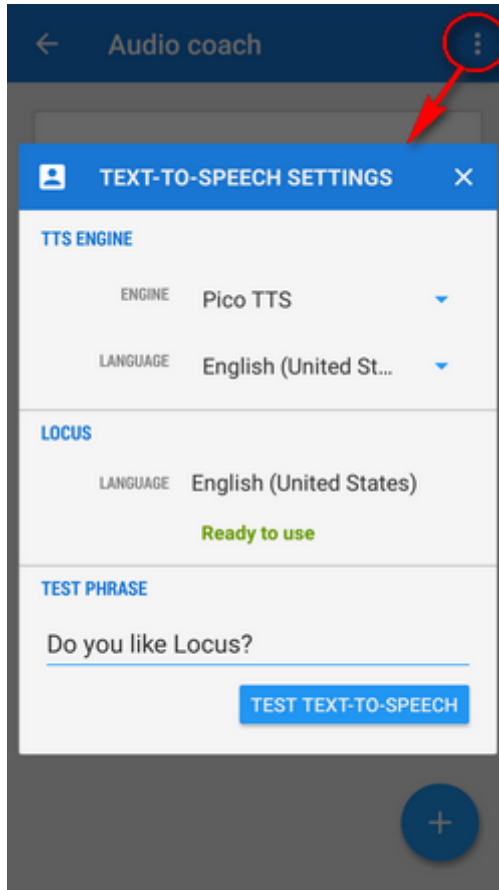 Audio coach
TEXT-TO-SPEECH SETTINGS
TTS ENGINE
ENGINE Pico TTS
LANGUAGE English (United St...
LOCUS
LANGUAGE English (United States)
Ready to use
TEST PHRASE
Do you like Locus?
TEST TEXT-TO-SPEECH